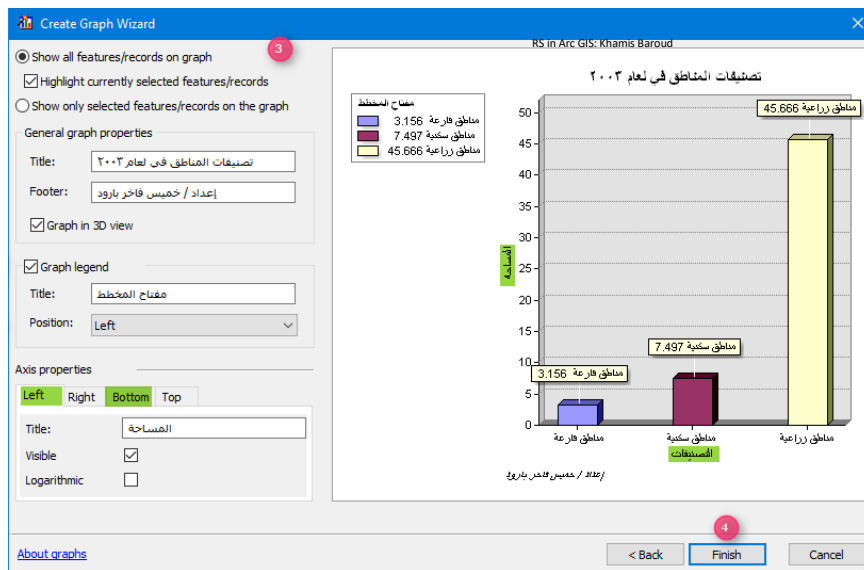 Create Graph Wizard
Show all features/records on graph
3
Highlight currently selected features/records
Show only selected features/records on the graph
General graph properties
Title: تصنيفات المناطق في لعام ٢٠٠٣
Footer: إعداد / خميس فاخر بارود
Graph in 3D view
Graph legend
Title: مفتاح المخطط
Position: Left
Axis properties
Left Right Bottom Top
Title: المساحة
Visible
Logarithmic
RS in Arc GIS: Khamis Baroud
تصنيفات المناطق في لعام ٢٠٠٣
مفتاح المخطط
3.156 مناطق فارعة
7.497 مناطق سكنية
45.666 مناطق زراعية
45.666 مناطق زراعية
7.497 مناطق سكنية
3.156 مناطق فارعة
50
45
40
35
30
25
20
15
10
5
0
المساحه
مناطق فارعة مناطق سكنية مناطق زراعية
التصنيفات
إعداد / خميس فاخر بارود
4
About graphs
< Back Finish Cancel